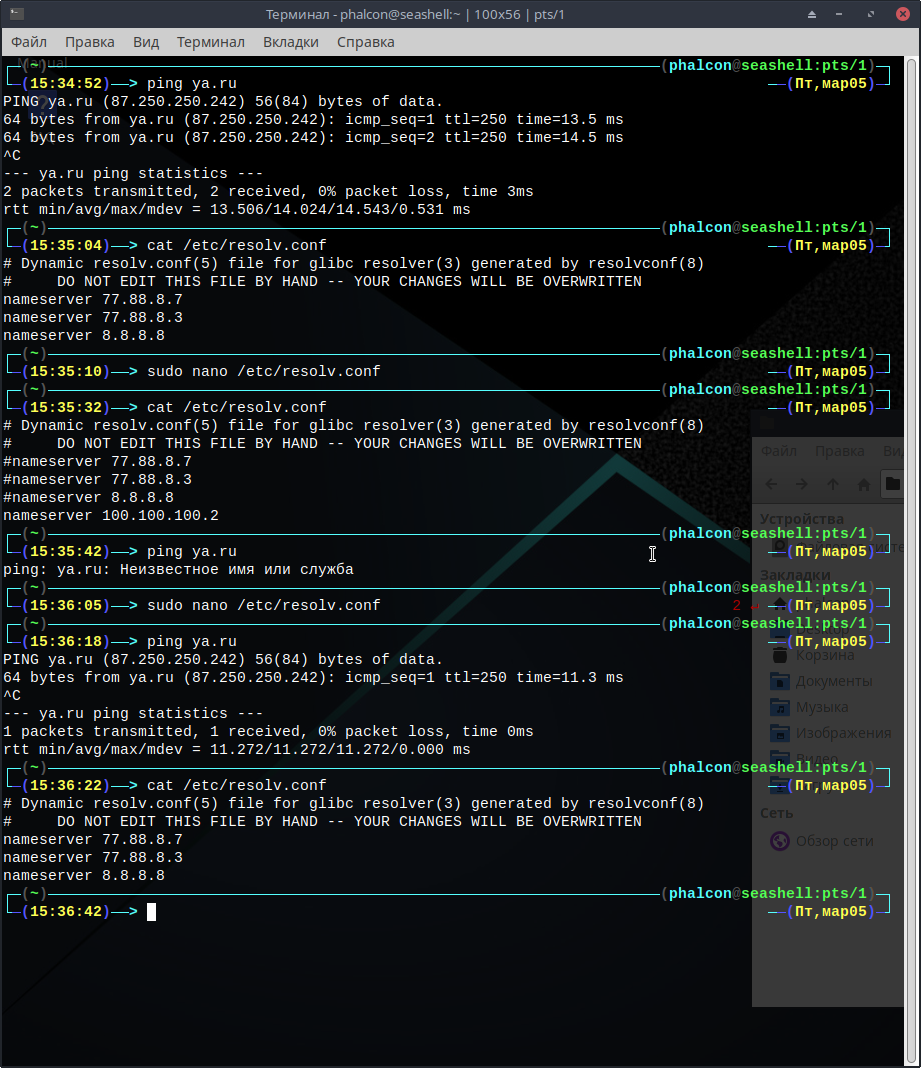 Терминал - phalcon@seashell:~ | 100x56 | pts/1
Файл Правка Вид Терминал Вкладки Справка
(~) (phalcon@seashell:pts/1)
(15:34:52)—> ping ya.ru (Пт,мар05)
PING ya.ru (87.250.250.242) 56(84) bytes of data.
64 bytes from ya.ru (87.250.250.242): icmp_seq=1 ttl=250 time=13.5 ms
64 bytes from ya.ru (87.250.250.242): icmp_seq=2 ttl=250 time=14.5 ms
^C
--- ya.ru ping statistics ---
2 packets transmitted, 2 received, 0% packet loss, time 3ms
rtt min/avg/max/mdev = 13.506/14.024/14.543/0.531 ms
(~) (phalcon@seashell:pts/1)
(15:35:04)—> cat /etc/resolv.conf (Пт,мар05)
# Dynamic resolv.conf(5) file for glibc resolver(3) generated by resolvconf(8)
#     DO NOT EDIT THIS FILE BY HAND -- YOUR CHANGES WILL BE OVERWRITTEN
nameserver 77.88.8.7
nameserver 77.88.8.3
nameserver 8.8.8.8
(~) (phalcon@seashell:pts/1)
(15:35:10)—> sudo nano /etc/resolv.conf (Пт,мар05)
(~) (phalcon@seashell:pts/1)
(15:35:32)—> cat /etc/resolv.conf (Пт,мар05)
# Dynamic resolv.conf(5) file for glibc resolver(3) generated by resolvconf(8)
#     DO NOT EDIT THIS FILE BY HAND -- YOUR CHANGES WILL BE OVERWRITTEN
#nameserver 77.88.8.7
#nameserver 77.88.8.3
#nameserver 8.8.8.8
nameserver 100.100.100.2
(~) (phalcon@seashell:pts/1)
(15:35:42)—> ping ya.ru (Пт,мар05)
ping: ya.ru: Неизвестное имя или служба
(~) (phalcon@seashell:pts/1)
(15:36:05)—> sudo nano /etc/resolv.conf 2 ↵ (Пт,мар05)
(~) (phalcon@seashell:pts/1)
(15:36:18)—> ping ya.ru (Пт,мар05)
PING ya.ru (87.250.250.242) 56(84) bytes of data.
64 bytes from ya.ru (87.250.250.242): icmp_seq=1 ttl=250 time=11.3 ms
^C
--- ya.ru ping statistics ---
1 packets transmitted, 1 received, 0% packet loss, time 0ms
rtt min/avg/max/mdev = 11.272/11.272/11.272/0.000 ms
(~) (phalcon@seashell:pts/1)
(15:36:22)—> cat /etc/resolv.conf (Пт,мар05)
# Dynamic resolv.conf(5) file for glibc resolver(3) generated by resolvconf(8)
#     DO NOT EDIT THIS FILE BY HAND -- YOUR CHANGES WILL BE OVERWRITTEN
nameserver 77.88.8.7
nameserver 77.88.8.3
nameserver 8.8.8.8
(~) (phalcon@seashell:pts/1)
(15:36:42)—> (Пт,мар05)
Файл Правка
Устройства
Закладки
Корзина
Документы
Музыка
Изображения
Видео
Сеть
Обзор сети